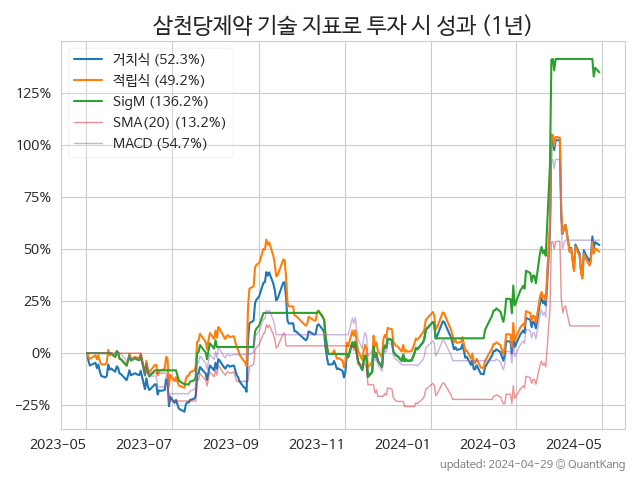 삼천당제약 기술 지표로 투자 시 성과 (1년)
거치식 (52.3%)
적립식 (49.2%)
SigM (136.2%)
SMA(20) (13.2%)
MACD (54.7%)
125%
100%
75%
50%
25%
0%
−25%
2023-05 2023-07 2023-09 2023-11 2024-01 2024-03 2024-05
updated: 2024-04-29 © QuantKang